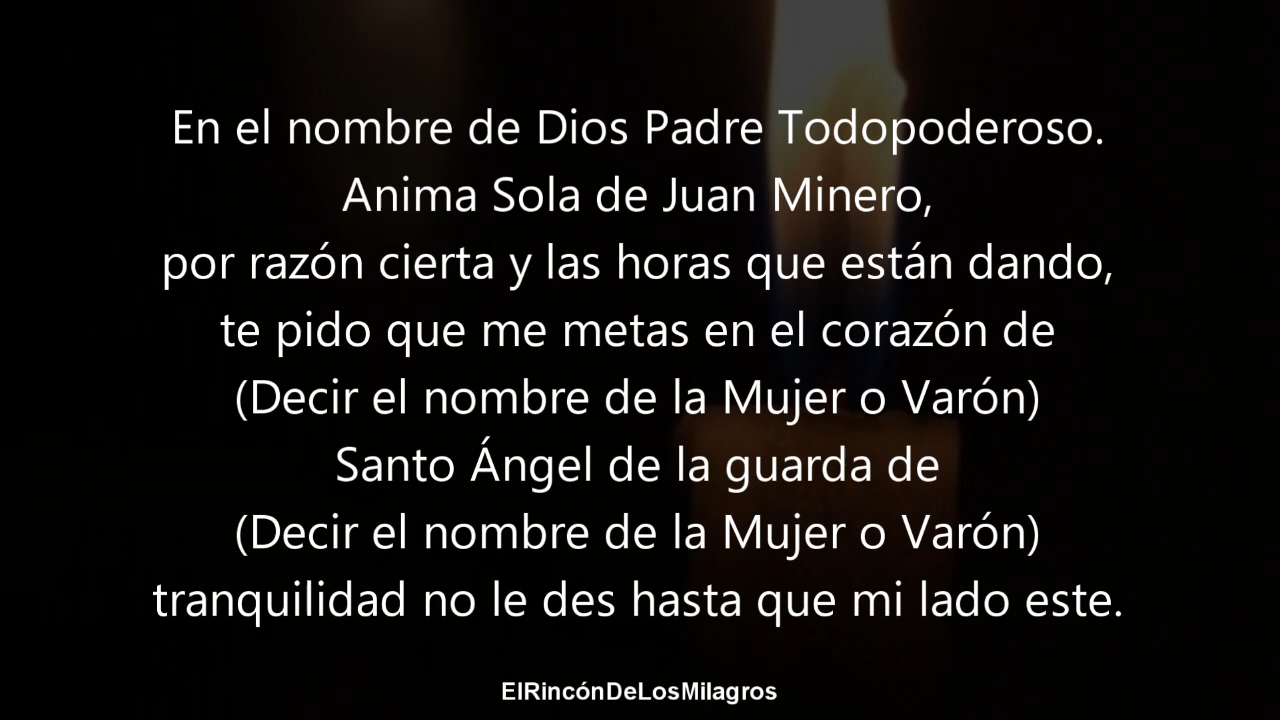 En el nombre de Dios Padre Todopoderoso.
Anima Sola de Juan Minero,
por razón cierta y las horas que están dando,
te pido que me metas en el corazón de
(Decir el nombre de la Mujer o Varón)
Santo Ángel de la guarda de
(Decir el nombre de la Mujer o Varón)
tranquilidad no le des hasta que mi lado este.
ElRincónDeLosMilagros